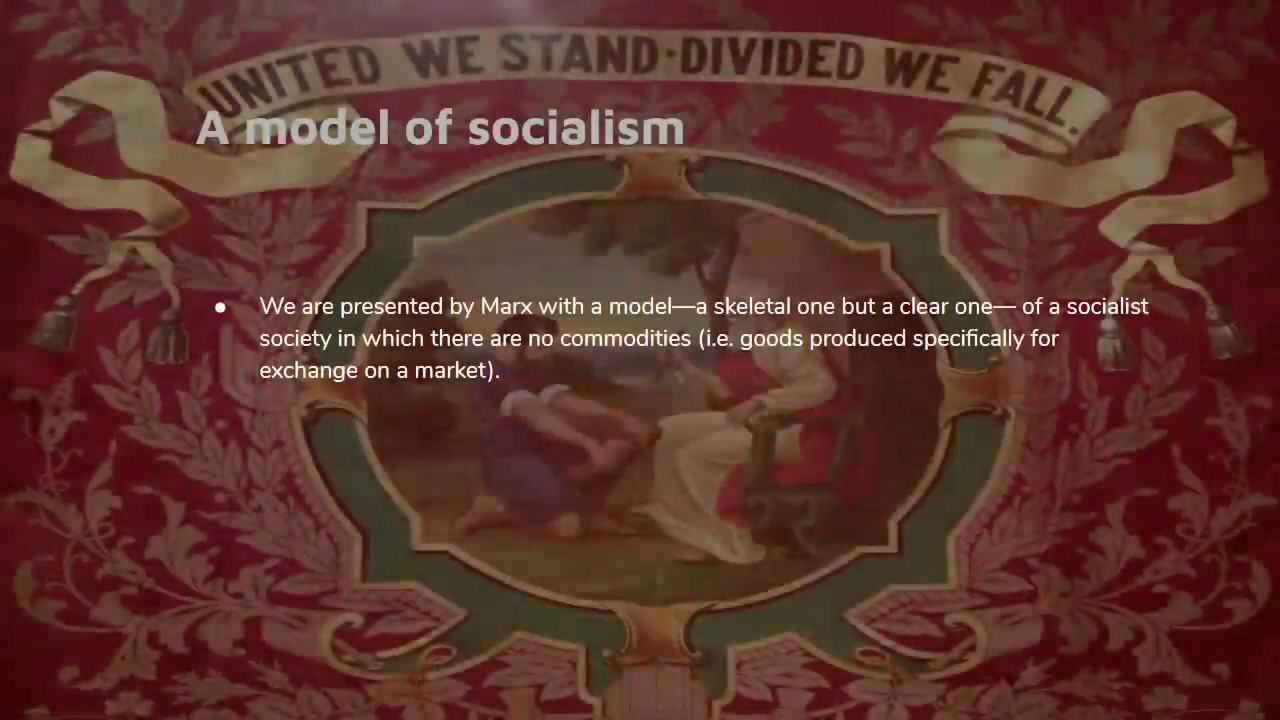 UNITED WE STAND·DIVIDED WE FALL.
A model of socialism
● We are presented by Marx with a model—a skeletal one but a clear one— of a socialist
society in which there are no commodities (i.e. goods produced specifically for
exchange on a market).